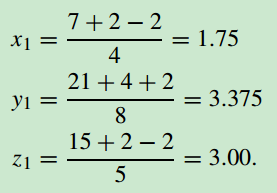 x₁ = (7 + 2 − 2)/4 = 1.75
y₁ = (21 + 4 + 2)/8 = 3.375
z₁ = (15 + 2 − 2)/5 = 3.00.